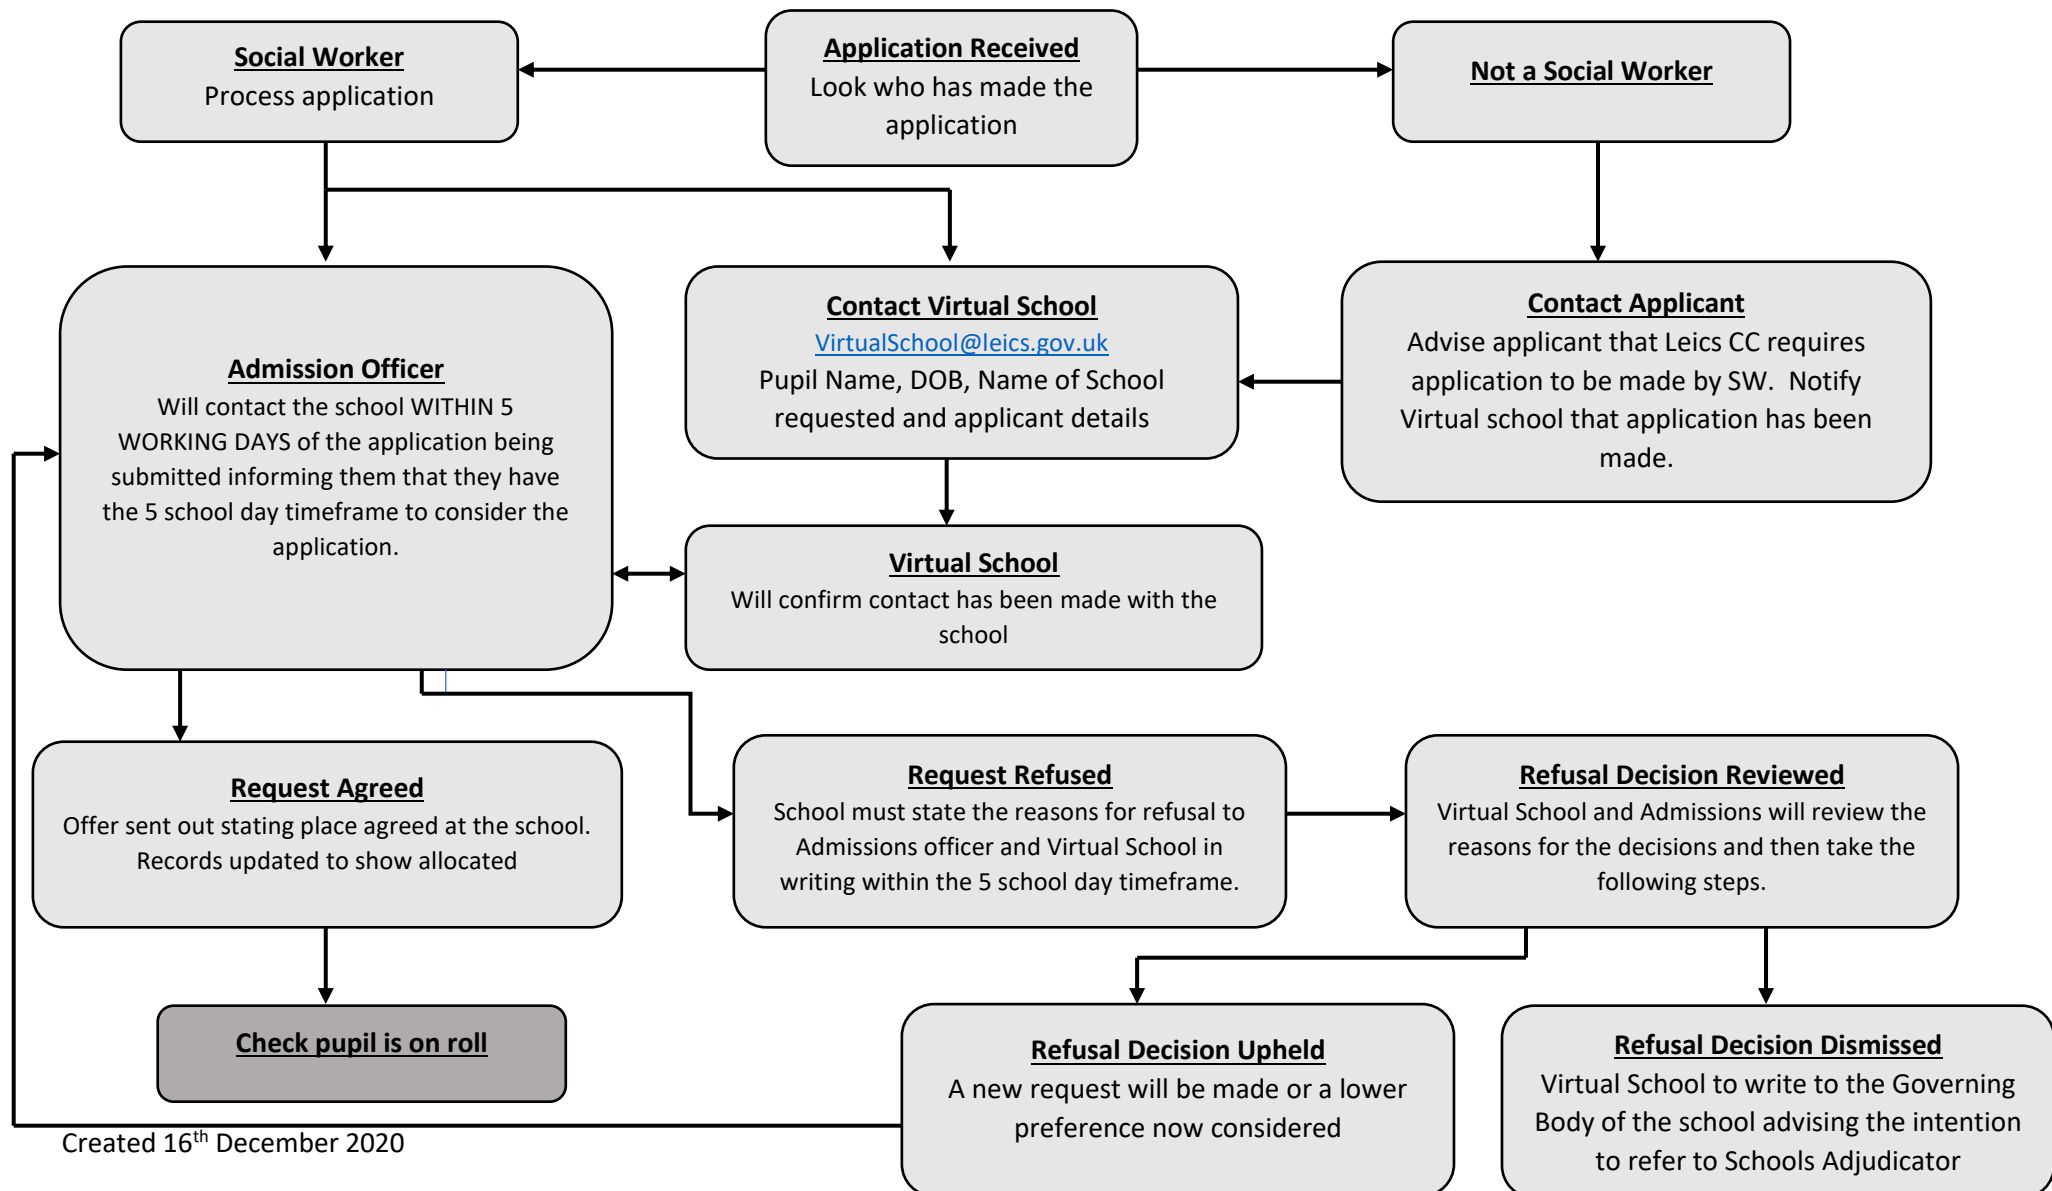 Social Worker
Process application
Application Received
Look who has made the
application
Not a Social Worker
Admission Officer
Will contact the school WITHIN 5
WORKING DAYS of the application being
submitted informing them that they have
the 5 school day timeframe to consider the
application.
Contact Virtual School
VirtualSchool@leics.gov.uk
Pupil Name, DOB, Name of School
requested and applicant details
Contact Applicant
Advise applicant that Leics CC requires
application to be made by SW.  Notify
Virtual school that application has been
made.
Virtual School
Will confirm contact has been made with the
school
Request Agreed
Offer sent out stating place agreed at the school.
Records updated to show allocated
Request Refused
School must state the reasons for refusal to
Admissions officer and Virtual School in
writing within the 5 school day timeframe.
Refusal Decision Reviewed
Virtual School and Admissions will review the
reasons for the decisions and then take the
following steps.
Check pupil is on roll
Refusal Decision Upheld
A new request will be made or a lower
preference now considered
Refusal Decision Dismissed
Virtual School to write to the Governing
Body of the school advising the intention
to refer to Schools Adjudicator
Created 16th December 2020